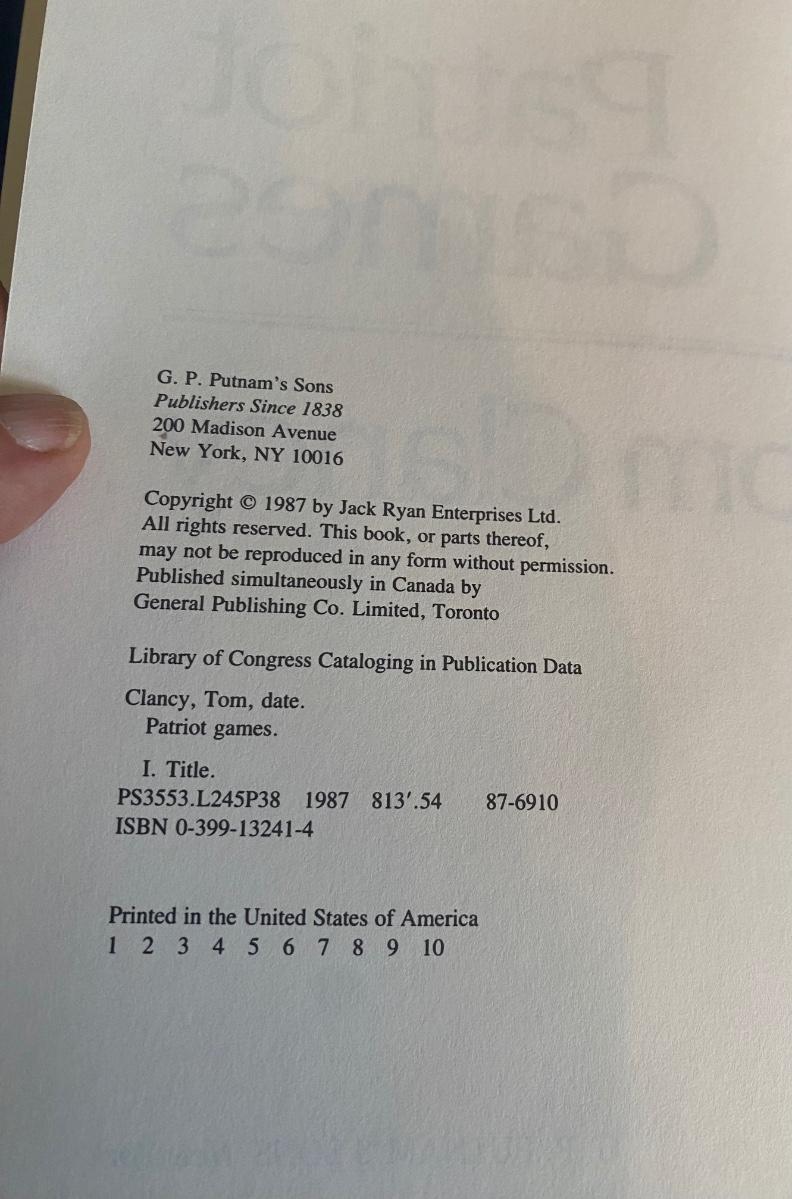 Patriot
Games
G. P. Putnam's Sons
Publishers Since 1838
200 Madison Avenue
New York, NY 10016
Copyright © 1987 by Jack Ryan Enterprises Ltd.
All rights reserved. This book, or parts thereof,
may not be reproduced in any form without permission.
Published simultaneously in Canada by
General Publishing Co. Limited, Toronto
Library of Congress Cataloging in Publication Data
Clancy, Tom, date.
Patriot games.
I. Title.
PS3553.L245P38 1987 813′.54 87-6910
ISBN 0-399-13241-4
Printed in the United States of America
1 2 3 4 5 6 7 8 9 10